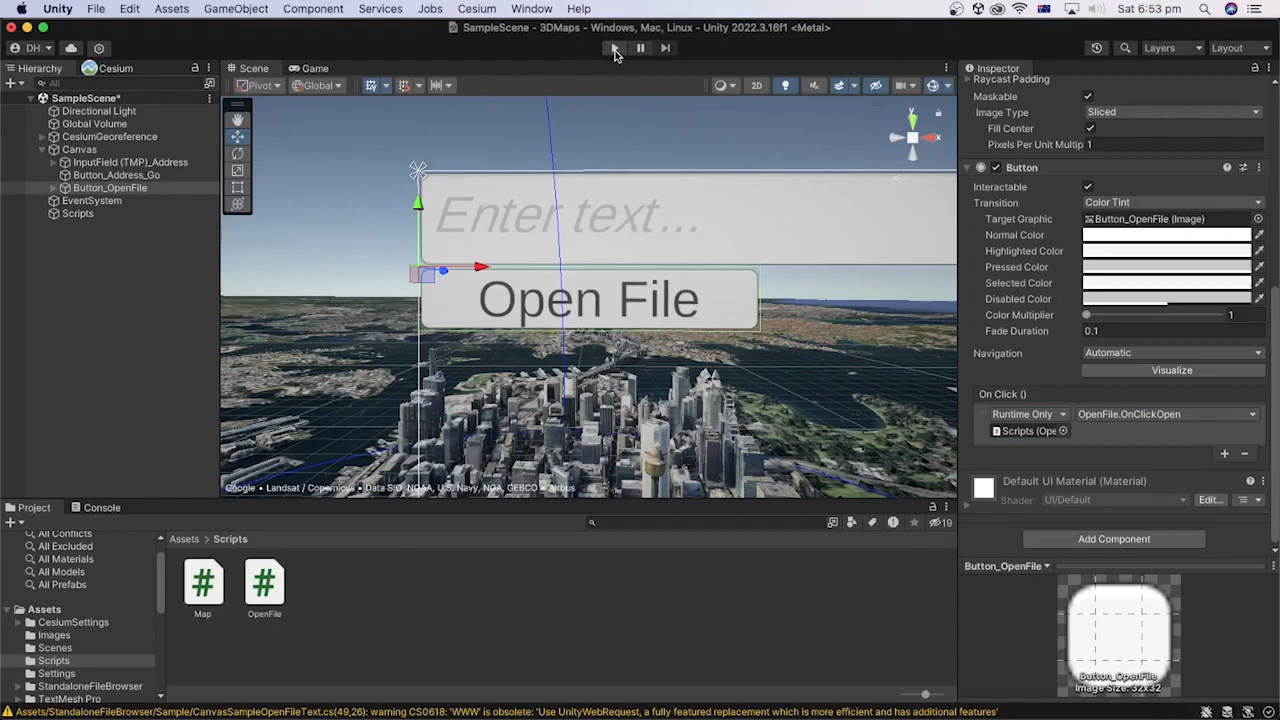 Unity File Edit Assets GameObject Component Services Jobs Cesium Window Help Sat 6:53 pm
SampleScene - 3DMaps - Windows, Mac, Linux - Unity 2022.3.16f1 <Metal>
DH Layers Layout
Hierarchy Cesium Scene Game Inspector
All Pivot Global 2D Raycast Padding
SampleScene* Maskable
Directional Light Image Type Sliced
Global Volume Fill Center
CesiumGeoreference Pixels Per Unit Multip 1
Canvas
InputField (TMP)_Address Button
Button_Address_Go Interactable
Button_OpenFile Transition Color Tint
EventSystem Target Graphic Button_OpenFile (Image)
Scripts Normal Color
Enter text...
Highlighted Color
Pressed Color
Selected Color
Open File
Disabled Color
Color Multiplier 1
Fade Duration 0.1
Navigation Automatic
Visualize
On Click ()
Runtime Only OpenFile.OnClickOpen
Scripts (Ope
y
x
Google • Landsat / Copernicus • Data SIO, NOAA, U.S. Navy, NGA, GEBCO • Airbus
Default UI Material (Material)
Shader UI/Default Edit...
Add Component
Project Console
19
All Conflicts
All Excluded
All Materials
All Models
All Prefabs
Assets
CesiumSettings
Images
Scenes
Scripts
Settings
StandaloneFileBrowser
TextMesh Pro
Assets > Scripts
# #
Map OpenFile
Button_OpenFile
Button_OpenFile
Image Size: 32x32
Assets/StandaloneFileBrowser/Sample/CanvasSampleOpenFileText.cs(49,26): warning CS0618: 'WWW' is obsolete: 'Use UnityWebRequest, a fully featured replacement which is more efficient and has additional features'